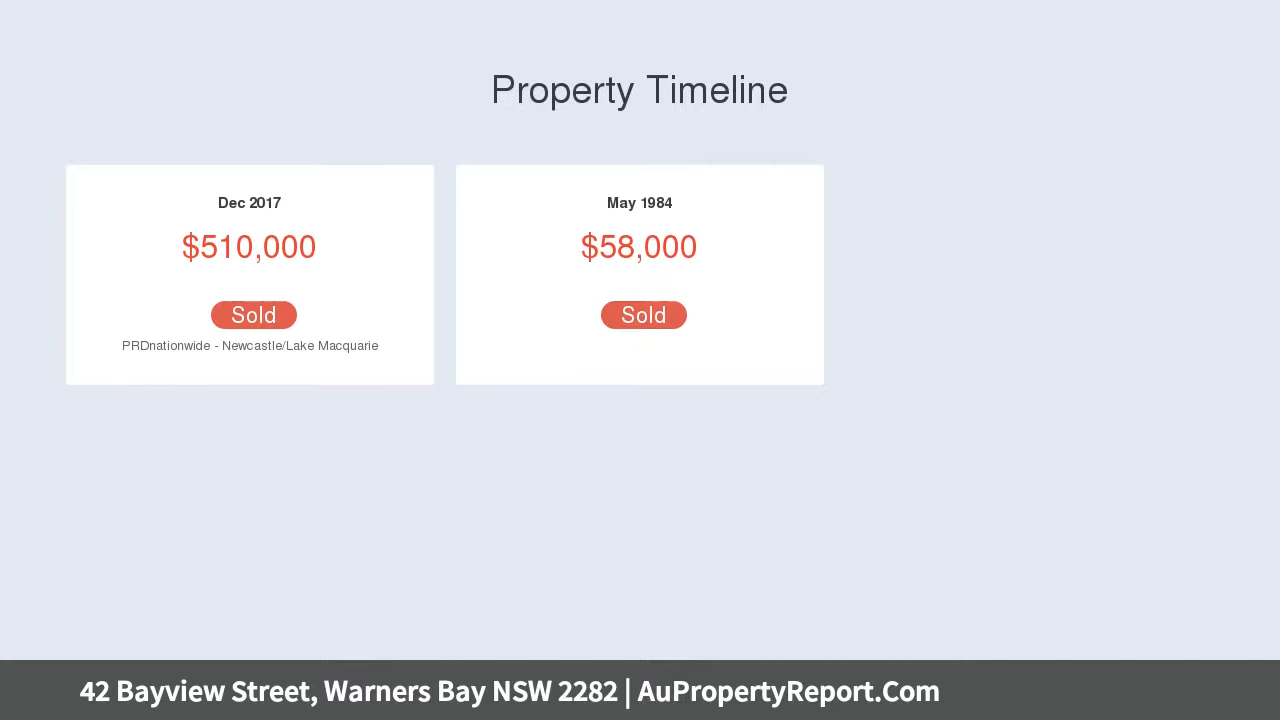 Property Timeline
Dec 2017
$510,000
Sold
PRDnationwide - Newcastle/Lake Macquarie
May 1984
$58,000
Sold
42 Bayview Street, Warners Bay NSW 2282 | AuPropertyReport.Com